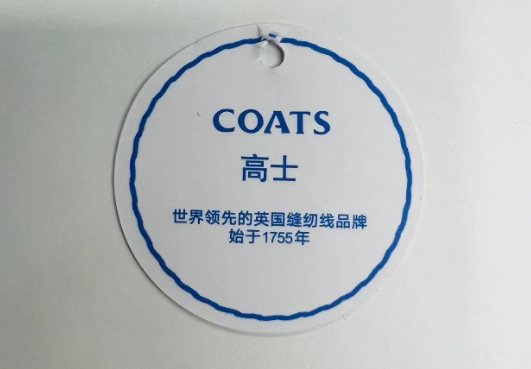 COATS
高士
世界领先的英国缝纫线品牌
始于1755年